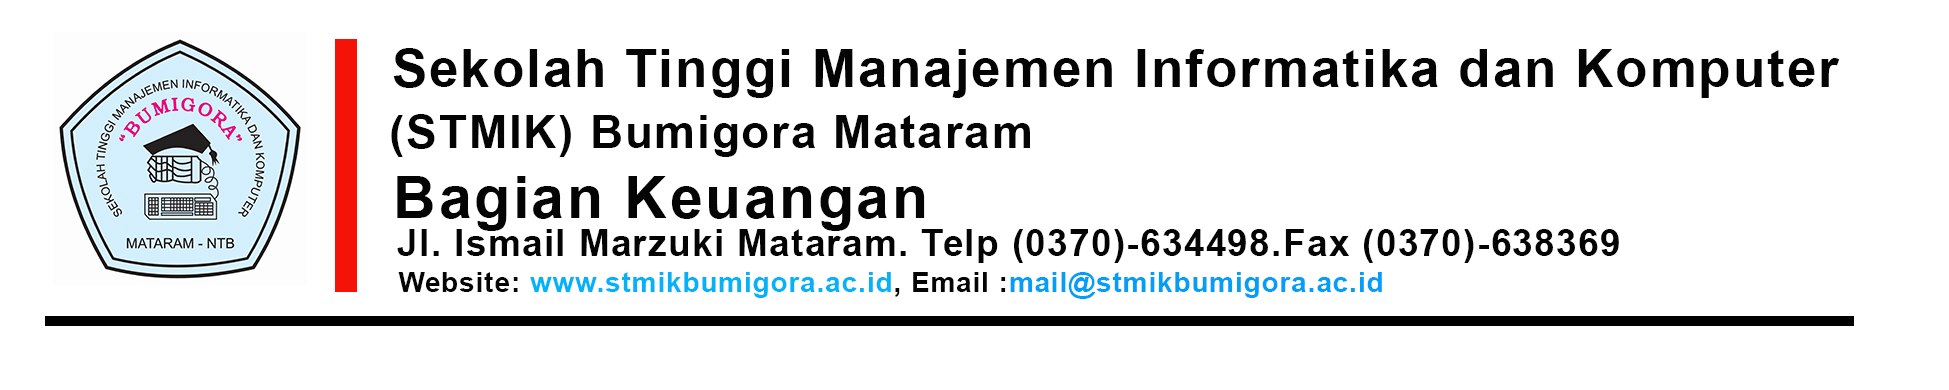 SEKOLAH TINGGI MANAJEMEN INFORMATIKA DAN KOMPUTER
"BUMIGORA"
MATARAM - NTB
Sekolah Tinggi Manajemen Informatika dan Komputer
(STMIK) Bumigora Mataram
Bagian Keuangan
Jl. Ismail Marzuki Mataram. Telp (0370)-634498.Fax (0370)-638369
Website: www.stmikbumigora.ac.id, Email :mail@stmikbumigora.ac.id